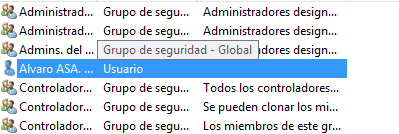 Administrad... Grupo de segu... Administradores design...
Administrad... Grupo de segu... Administradores design...
Admins. del ... Grupo de seguridad - Global adores design...
Alvaro ASA. ... Usuario
Controlador... Grupo de segu... Todos los controladores...
Controlador... Grupo de segu... Se pueden clonar los mi...
Controlador... Grupo de segu... Los miembros de este gr...